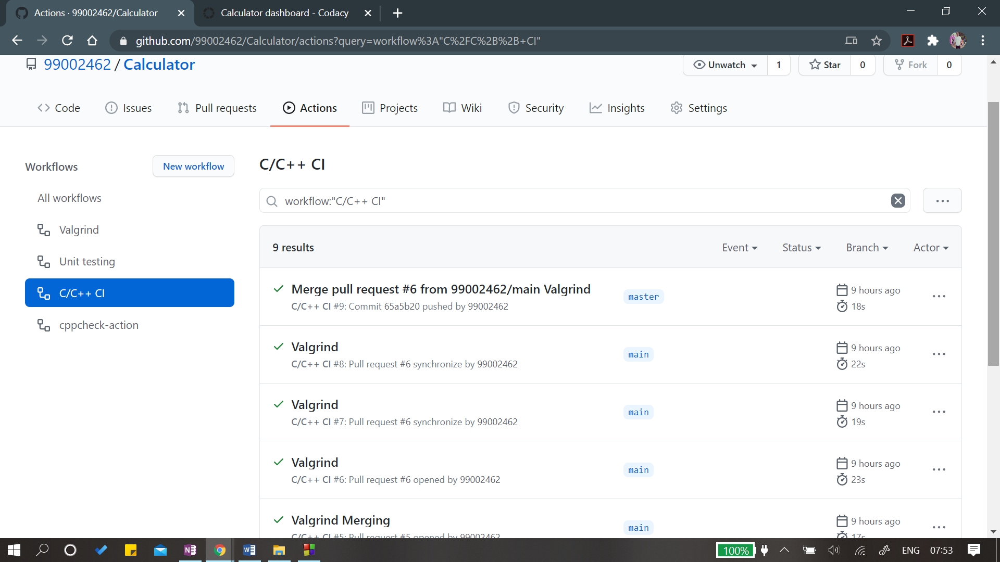 Actions · 99002462/Calculator
Calculator dashboard - Codacy
github.com/99002462/Calculator/actions?query=workflow%3A"C%2FC%2B%2B+CI"
99002462 / Calculator
Unwatch 1
Star 0
Fork 0
Code
Issues
Pull requests
Actions
Projects
Wiki
Security
Insights
Settings
Workflows
New workflow
All workflows
Valgrind
Unit testing
C/C++ CI
cppcheck-action
C/C++ CI
workflow:"C/C++ CI"
9 results
Event
Status
Branch
Actor
Merge pull request #6 from 99002462/main Valgrind
C/C++ CI #9: Commit 65a5b20 pushed by 99002462
master
9 hours ago
18s
Valgrind
C/C++ CI #8: Pull request #6 synchronize by 99002462
main
9 hours ago
22s
Valgrind
C/C++ CI #7: Pull request #6 synchronize by 99002462
main
9 hours ago
19s
Valgrind
C/C++ CI #6: Pull request #6 opened by 99002462
main
9 hours ago
23s
Valgrind Merging
C/C++ CI #5: Pull request #5 opened by 99002462
main
9 hours ago
17s
100%
ENG
07:53